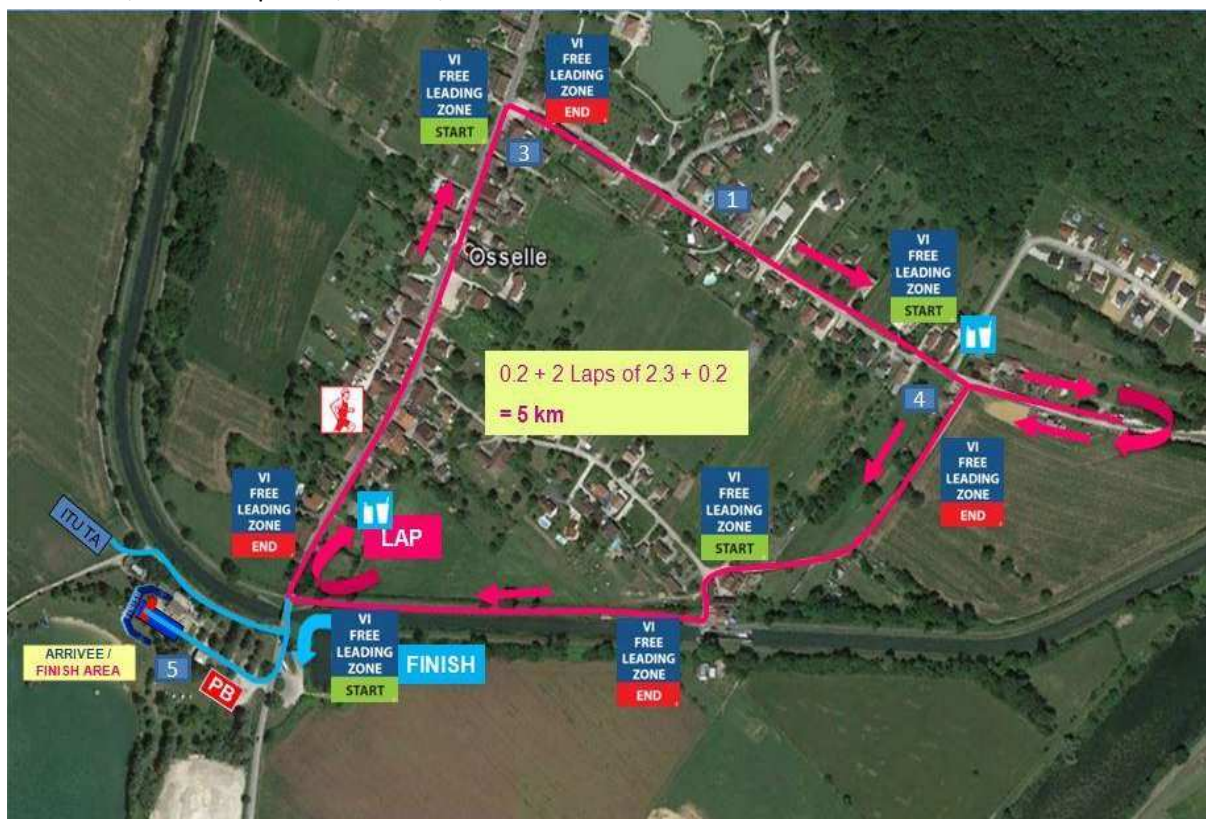 VI
FREE
LEADING
ZONE
START
VI
FREE
LEADING
ZONE
END
3
1
Osselle
VI
FREE
LEADING
ZONE
START
0.2 + 2 Laps of 2.3 + 0.2
= 5 km
4
VI
FREE
LEADING
ZONE
END
VI
FREE
LEADING
ZONE
START
VI
FREE
LEADING
ZONE
END
LAP
ITU TA
VI
FREE
LEADING
ZONE
START
FINISH
VI
FREE
LEADING
ZONE
END
ARRIVEE /
FINISH AREA
5
PB